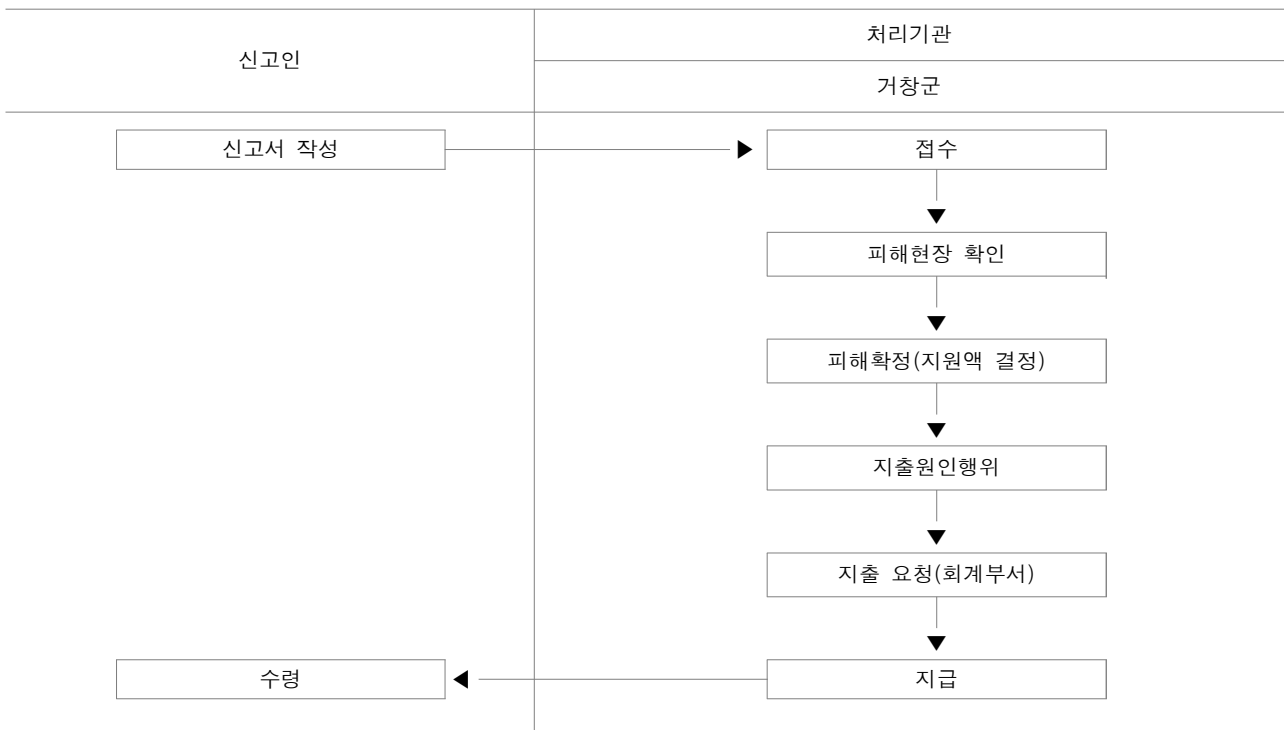 신고인
처리기관
거창군
신고서 작성
접수
피해현장 확인
피해확정(지원액 결정)
지출원인행위
지출 요청(회계부서)
수령
지급